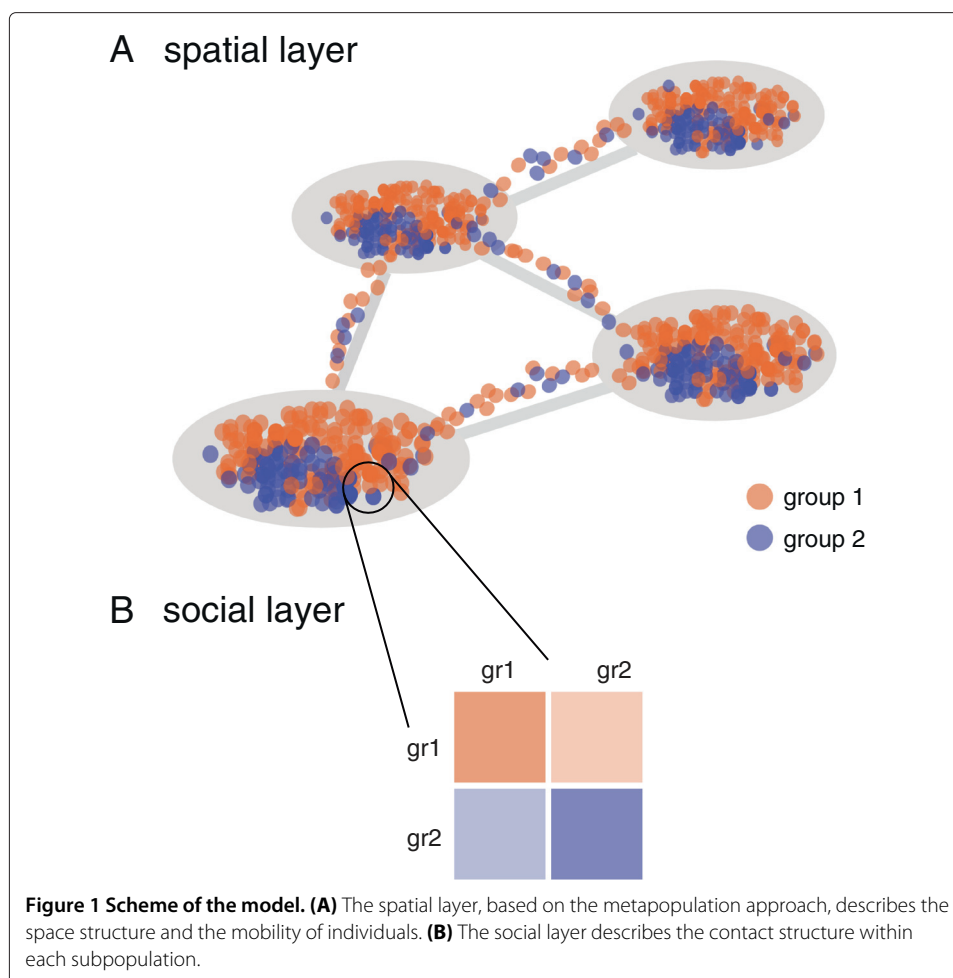 A spatial layer
group 1
group 2
B social layer
gr1 gr2
gr1
gr2
Figure 1 Scheme of the model. (A) The spatial layer, based on the metapopulation approach, describes the
space structure and the mobility of individuals. (B) The social layer describes the contact structure within
each subpopulation.